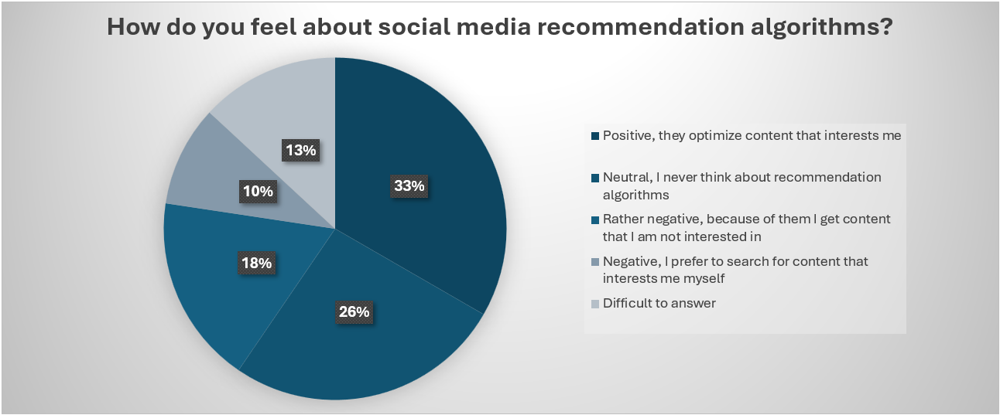 How do you feel about social media recommendation algorithms?
13%
33%
10%
18%
26%
Positive, they optimize content that interests me
Neutral, I never think about recommendation
algorithms
Rather negative, because of them I get content
that I am not interested in
Negative, I prefer to search for content that
interests me myself
Difficult to answer